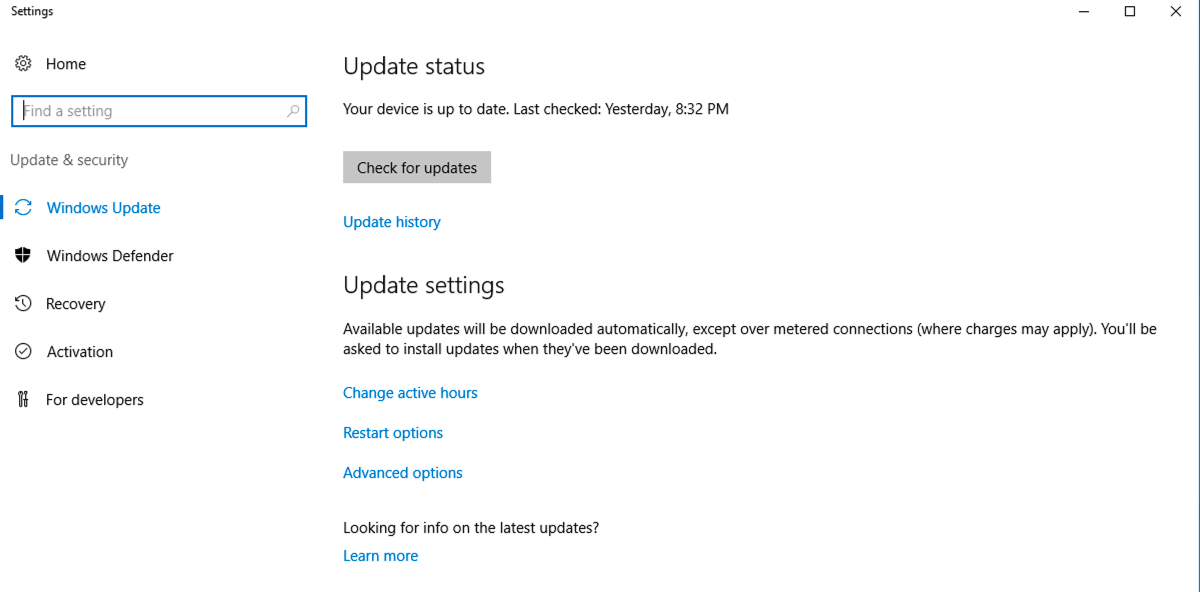 Settings
Home
Find a setting
Update & security
Windows Update
Windows Defender
Recovery
Activation
For developers
Update status
Your device is up to date. Last checked: Yesterday, 8:32 PM
Check for updates
Update history
Update settings
Available updates will be downloaded automatically, except over metered connections (where charges may apply). You'll be
asked to install updates when they've been downloaded.
Change active hours
Restart options
Advanced options
Looking for info on the latest updates?
Learn more